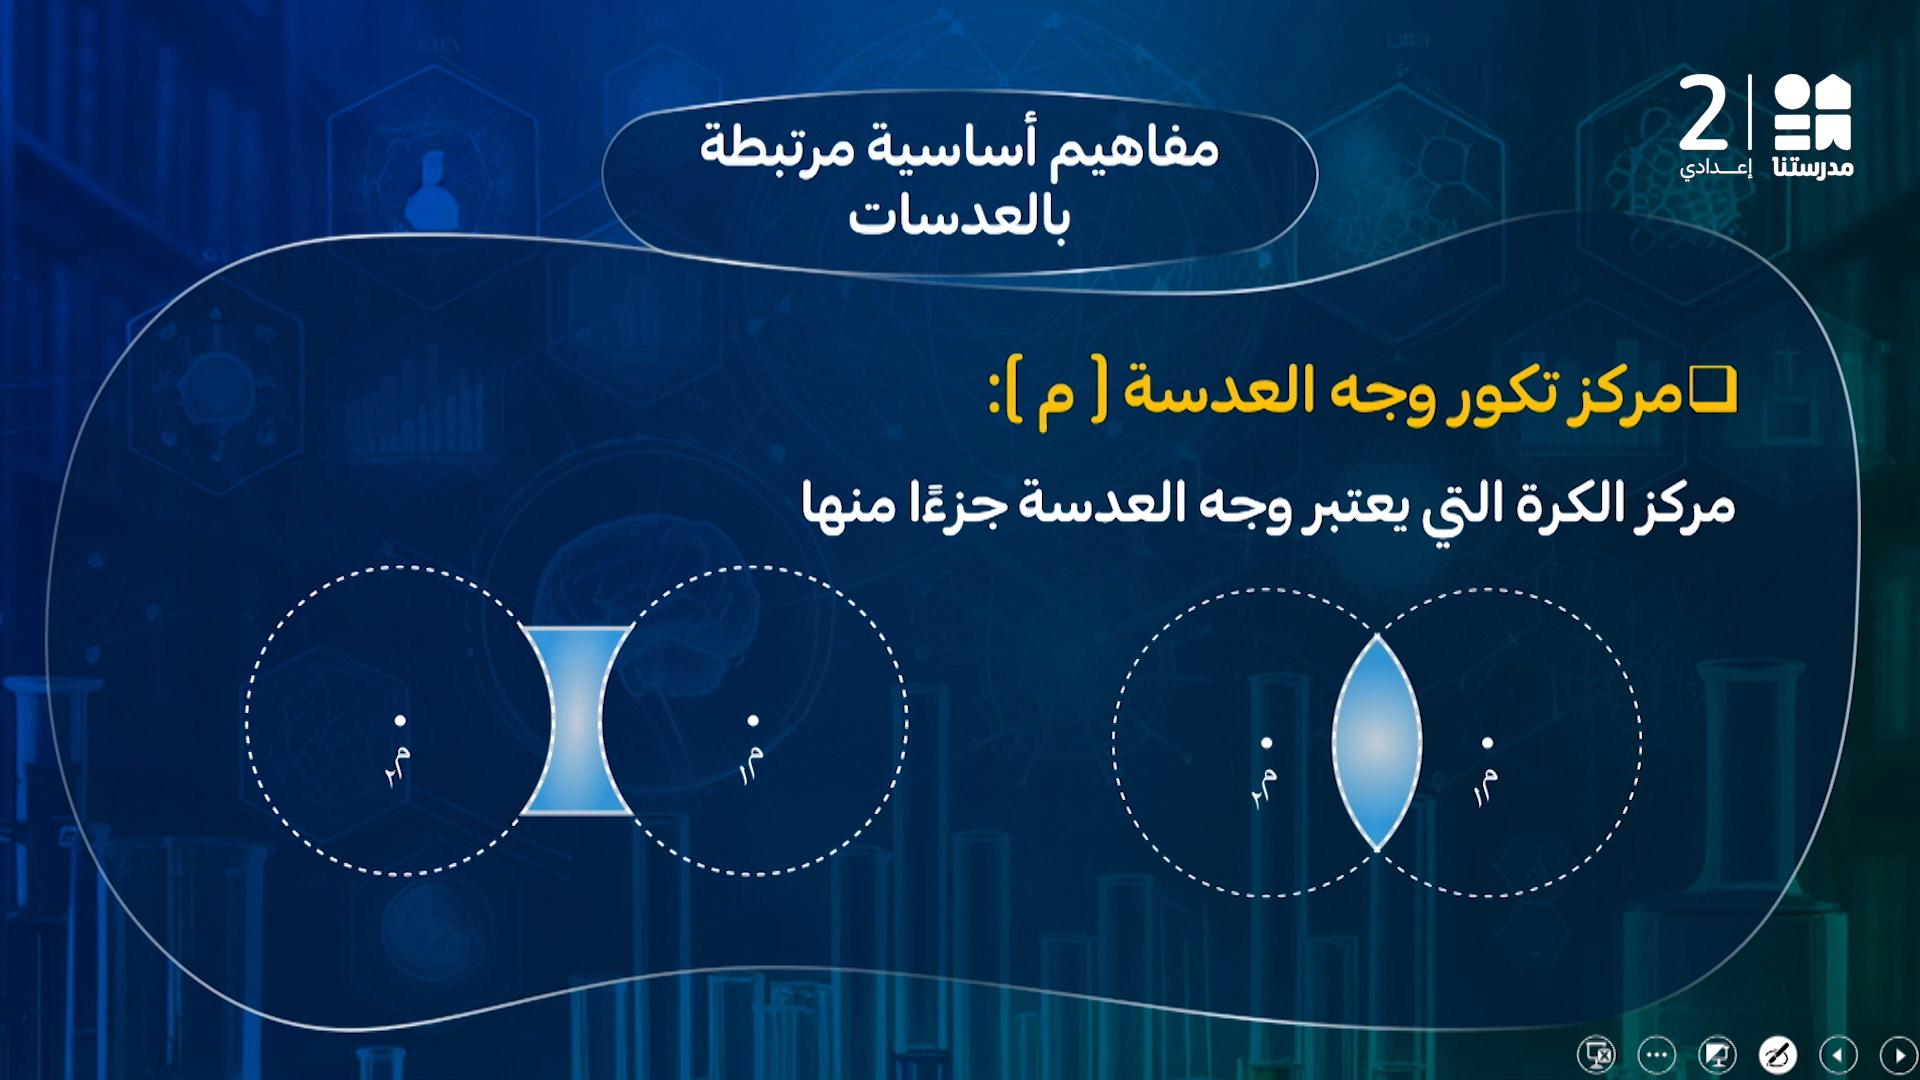 2
مدرستنا
إعدادي
مفاهيم أساسية مرتبطة
بالعدسات
مركز تكور وجه العدسة ( م ):
مركز الكرة التي يعتبر وجه العدسة جزءًا منها
م١
م٢
م١
م٢